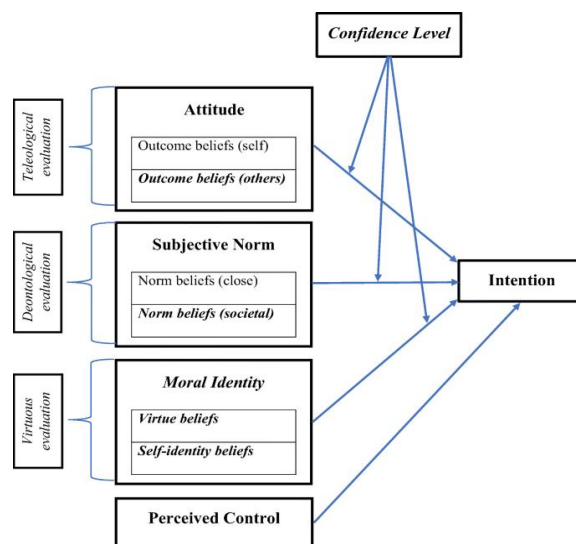 Confidence Level
Teleological
evaluation
Attitude
Outcome beliefs (self)
Outcome beliefs (others)
Deontological
evaluation
Subjective Norm
Norm beliefs (close)
Norm beliefs (societal)
Intention
Virtuous
evaluation
Moral Identity
Virtue beliefs
Self-identity beliefs
Perceived Control